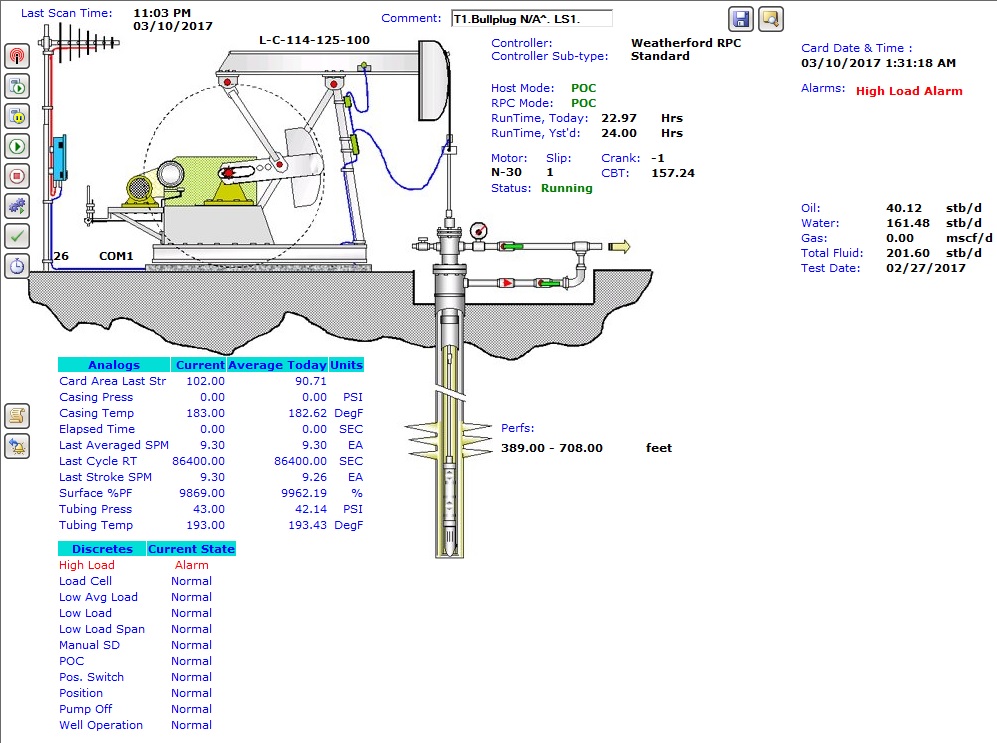 Last Scan Time: 11:03 PM
03/10/2017
Comment: T1.Bullplug N/A^. LS1.
L-C-114-125-100
Controller: Weatherford RPC
Controller Sub-type: Standard
Host Mode: POC
RPC Mode: POC
RunTime, Today: 22.97 Hrs
RunTime, Yst'd: 24.00 Hrs
Motor: Slip: Crank: -1
N-30 1 CBT: 157.24
Status: Running
Card Date & Time :
03/10/2017 1:31:18 AM
Alarms: High Load Alarm
Oil: 40.12 stb/d
Water: 161.48 stb/d
Gas: 0.00 mscf/d
Total Fluid: 201.60 stb/d
Test Date: 02/27/2017
26 COM1
Analogs Current Average Today Units
Card Area Last Str 102.00 90.71
Casing Press 0.00 0.00 PSI
Casing Temp 183.00 182.62 DegF
Elapsed Time 0.00 0.00 SEC
Last Averaged SPM 9.30 9.30 EA
Last Cycle RT 86400.00 86400.00 SEC
Last Stroke SPM 9.30 9.26 EA
Surface %PF 9869.00 9962.19 %
Tubing Press 43.00 42.14 PSI
Tubing Temp 193.00 193.43 DegF
Perfs:
389.00 - 708.00 feet
Discretes Current State
High Load Alarm
Load Cell Normal
Low Avg Load Normal
Low Load Normal
Low Load Span Normal
Manual SD Normal
POC Normal
Pos. Switch Normal
Position Normal
Pump Off Normal
Well Operation Normal